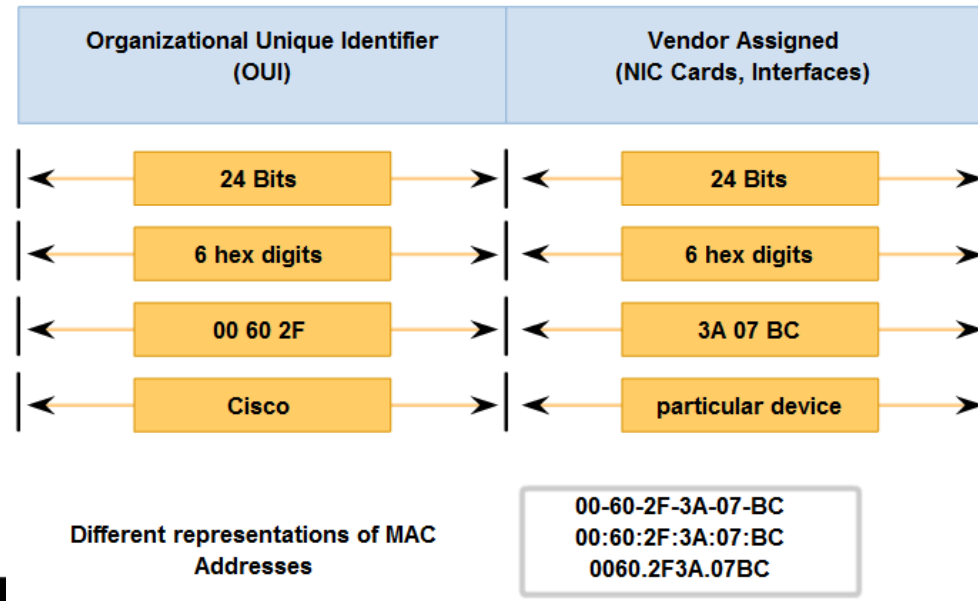 Organizational Unique Identifier
(OUI)
Vendor Assigned
(NIC Cards, Interfaces)
24 Bits
24 Bits
6 hex digits
6 hex digits
00 60 2F
3A 07 BC
Cisco
particular device
Different representations of MAC
Addresses
00-60-2F-3A-07-BC
00:60:2F:3A:07:BC
0060.2F3A.07BC